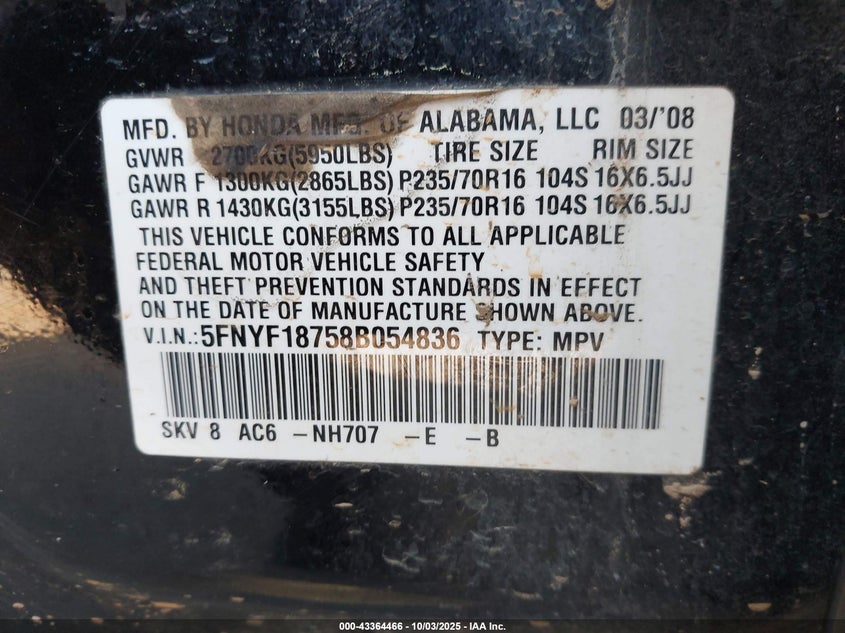 MFD. BY HONDA MFG. OF ALABAMA, LLC 03/'08
GVWR 2700KG(5950LBS) TIRE SIZE RIM SIZE
GAWR F 1300KG(2865LBS) P235/70R16 104S 16X6.5JJ
GAWR R 1430KG(3155LBS) P235/70R16 104S 16X6.5JJ
THIS VEHICLE CONFORMS TO ALL APPLICABLE
FEDERAL MOTOR VEHICLE SAFETY
AND THEFT PREVENTION STANDARDS IN EFFECT
ON THE DATE OF MANUFACTURE SHOWN ABOVE.
V.I.N.:5FNYF18758B054836 TYPE: MPV
SKV 8 AC6 -NH707 -E -B
000-43364466 - 10/03/2025 - IAA Inc.